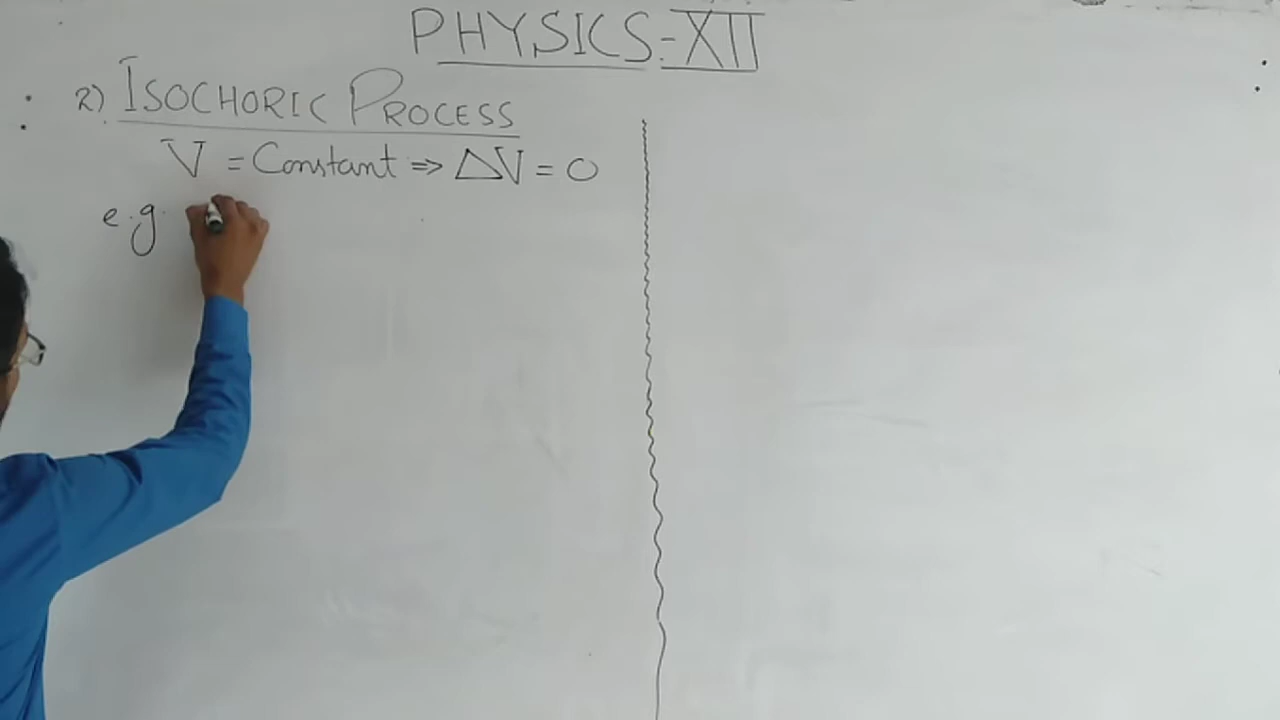 PHYSICS-XII
2) ISOCHORIC PROCESS
V = Constant ⇒ ΔV = 0
e.g.